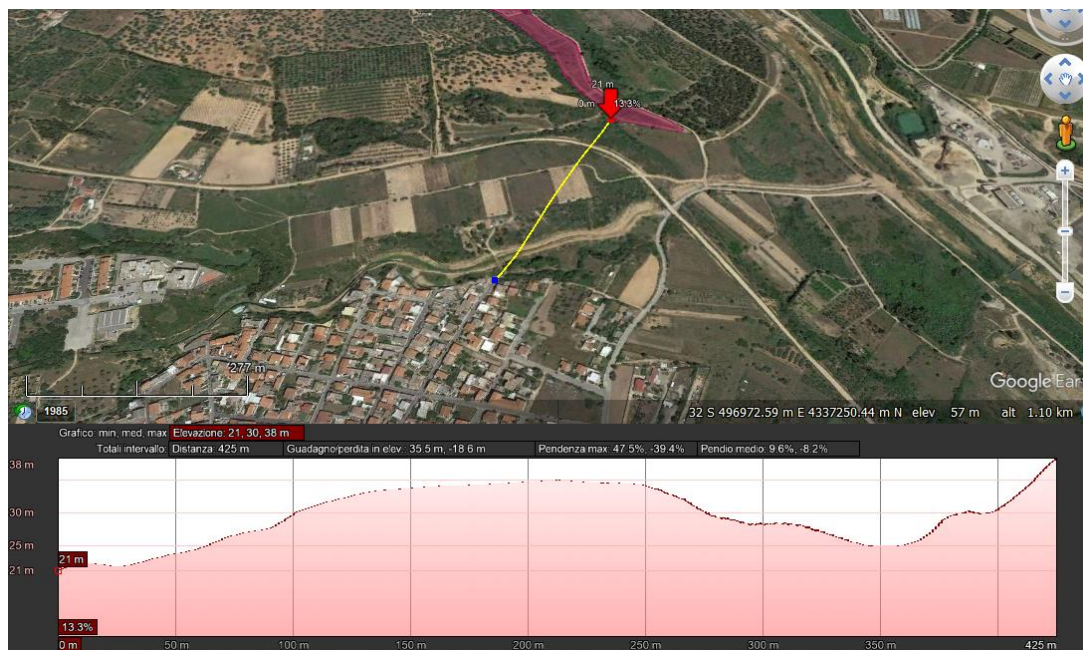 21 m
0 m 13.3%
277 m
Google Ear
1985
32 S 496972.59 m E 4337250.44 m N elev 57 m alt 1.10 km
Grafico: min, med, max Elevazione: 21, 30, 38 m
Totali intervallo: Distanza: 425 m Guadagno/perdita in elev.: 35.5 m, -18.6 m Pendenza max: 47.5%, -39.4% Pendio medio: 9.6%, -8.2%
38 m
30 m
25 m
21 m
21 m
13.3%
0 m 50 m 100 m 150 m 200 m 250 m 300 m 350 m 425 m